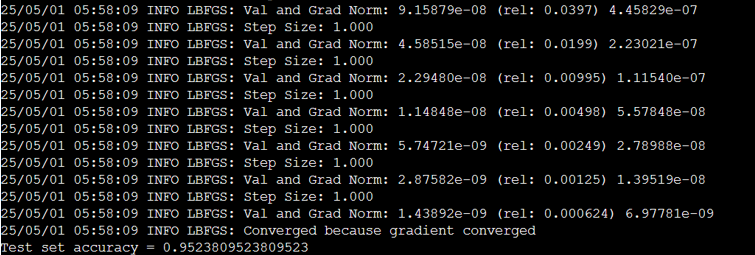 25/05/01 05:58:09 INFO LBFGS: Val and Grad Norm: 9.15879e-08 (rel: 0.0397) 4.45829e-07
25/05/01 05:58:09 INFO LBFGS: Step Size: 1.000
25/05/01 05:58:09 INFO LBFGS: Val and Grad Norm: 4.58515e-08 (rel: 0.0199) 2.23021e-07
25/05/01 05:58:09 INFO LBFGS: Step Size: 1.000
25/05/01 05:58:09 INFO LBFGS: Val and Grad Norm: 2.29480e-08 (rel: 0.00995) 1.11540e-07
25/05/01 05:58:09 INFO LBFGS: Step Size: 1.000
25/05/01 05:58:09 INFO LBFGS: Val and Grad Norm: 1.14848e-08 (rel: 0.00498) 5.57848e-08
25/05/01 05:58:09 INFO LBFGS: Step Size: 1.000
25/05/01 05:58:09 INFO LBFGS: Val and Grad Norm: 5.74721e-09 (rel: 0.00249) 2.78988e-08
25/05/01 05:58:09 INFO LBFGS: Step Size: 1.000
25/05/01 05:58:09 INFO LBFGS: Val and Grad Norm: 2.87582e-09 (rel: 0.00125) 1.39519e-08
25/05/01 05:58:09 INFO LBFGS: Step Size: 1.000
25/05/01 05:58:09 INFO LBFGS: Val and Grad Norm: 1.43892e-09 (rel: 0.000624) 6.97781e-09
25/05/01 05:58:09 INFO LBFGS: Converged because gradient converged
Test set accuracy = 0.9523809523809523